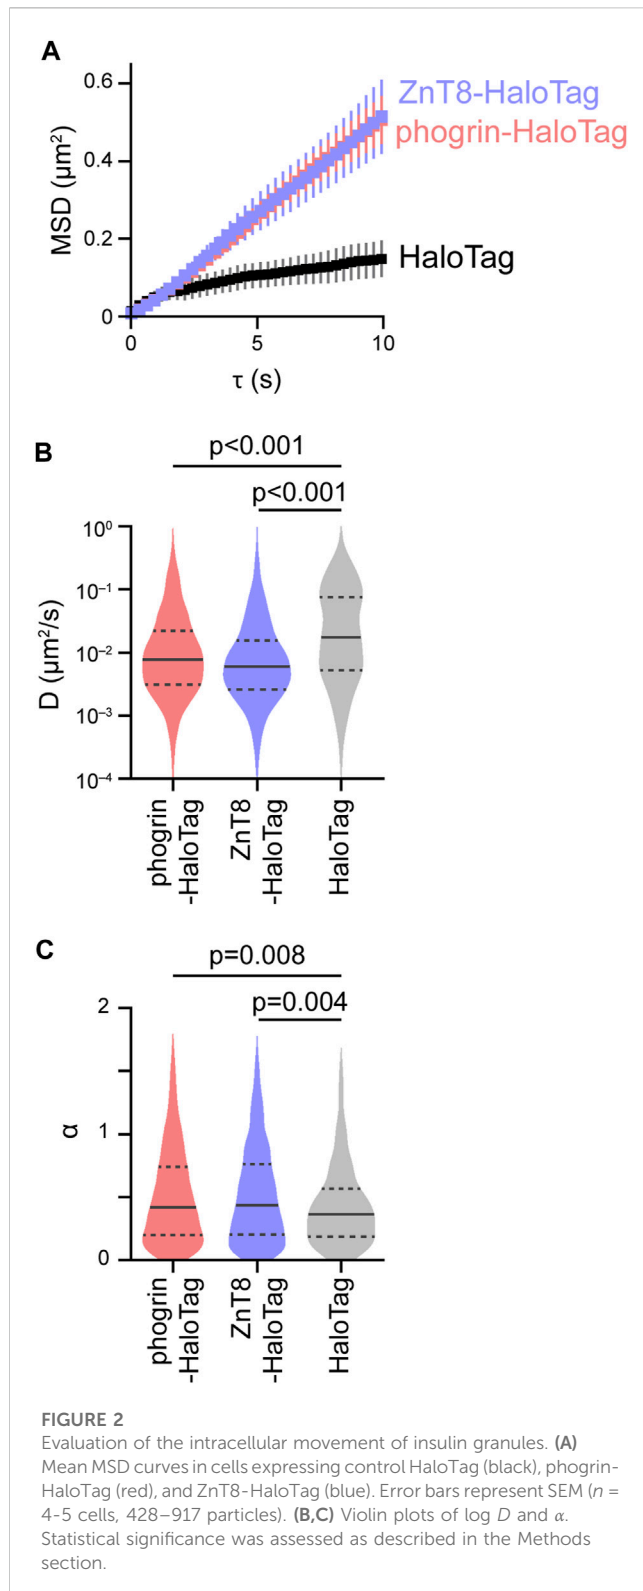 A
MSD (μm²)
0.6
0.4
0.2
0
0
5
10
τ (s)
ZnT8-HaloTag
phogrin-HaloTag
HaloTag
B
p<0.001
p<0.001
D (μm²/s)
10⁰
10⁻¹
10⁻²
10⁻³
10⁻⁴
phogrin
-HaloTag
ZnT8
-HaloTag
HaloTag
C
p=0.008
p=0.004
α
2
1
0
phogrin
-HaloTag
ZnT8
-HaloTag
HaloTag
FIGURE 2
Evaluation of the intracellular movement of insulin granules. (A)
Mean MSD curves in cells expressing control HaloTag (black), phogrin-
HaloTag (red), and ZnT8-HaloTag (blue). Error bars represent SEM (n =
4-5 cells, 428–917 particles). (B,C) Violin plots of log D and α.
Statistical significance was assessed as described in the Methods
section.